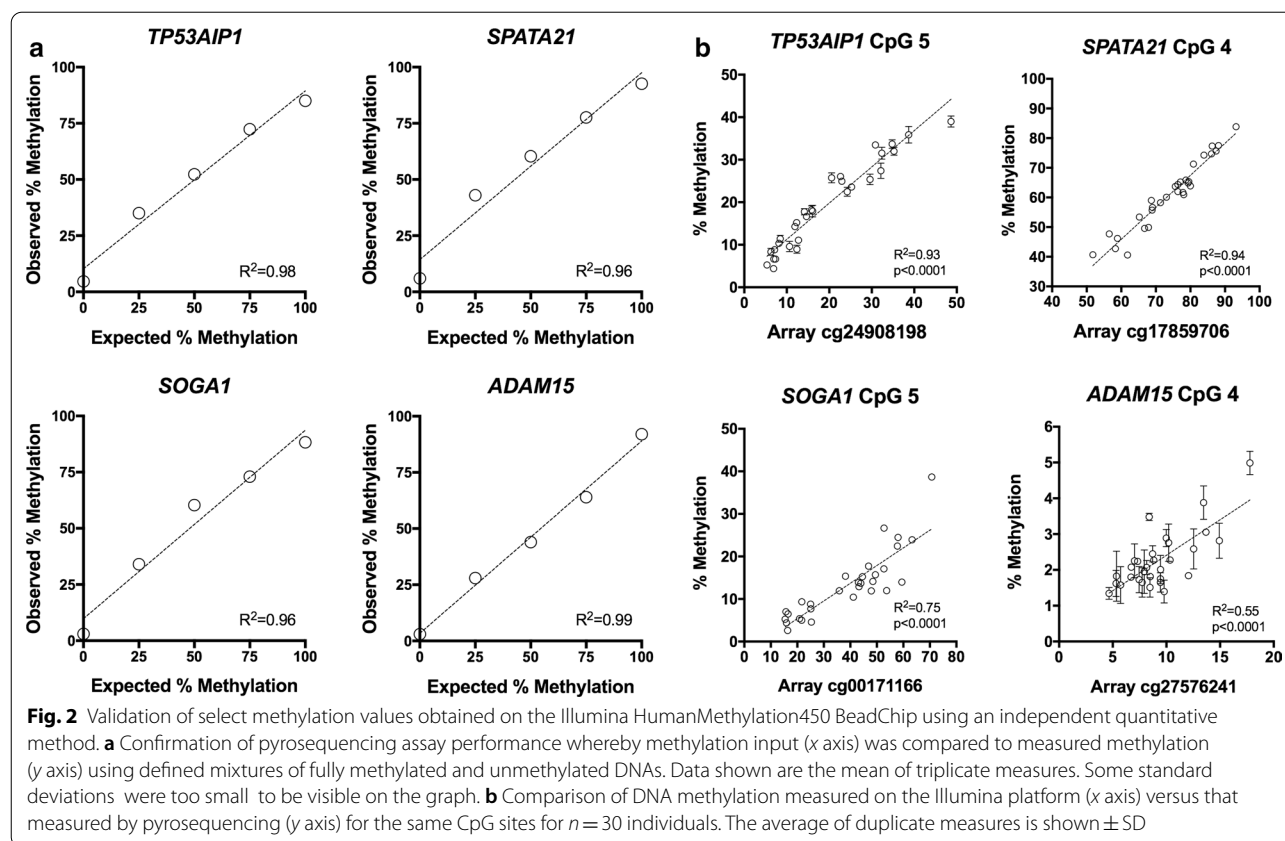 a
TP53AIP1
Observed % Methylation
100
75
50
25
0
0 25 50 75 100
R²=0.98
Expected % Methylation
SPATA21
Observed % Methylation
100
75
50
25
0
0 25 50 75 100
R²=0.96
Expected % Methylation
SOGA1
Observed % Methylation
100
75
50
25
0
0 25 50 75 100
R²=0.96
Expected % Methylation
ADAM15
Observed % Methylation
100
75
50
25
0
0 25 50 75 100
R²=0.99
Expected % Methylation
b
TP53AIP1 CpG 5
% Methylation
50
40
30
20
10
0
0 10 20 30 40 50
R²=0.93
p<0.0001
Array cg24908198
SPATA21 CpG 4
% Methylation
100
90
80
70
60
50
40
30
40 50 60 70 80 90 100
R²=0.94
p<0.0001
Array cg17859706
SOGA1 CpG 5
% Methylation
50
40
30
20
10
0
0 10 20 30 40 50 60 70 80
R²=0.75
p<0.0001
Array cg00171166
ADAM15 CpG 4
% Methylation
6
5
4
3
2
1
0
0 5 10 15 20
R²=0.55
p<0.0001
Array cg27576241
Fig. 2 Validation of select methylation values obtained on the Illumina HumanMethylation450 BeadChip using an independent quantitative
method. a Confirmation of pyrosequencing assay performance whereby methylation input (x axis) was compared to measured methylation
(y axis) using defined mixtures of fully methylated and unmethylated DNAs. Data shown are the mean of triplicate measures. Some standard
deviations were too small to be visible on the graph. b Comparison of DNA methylation measured on the Illumina platform (x axis) versus that
measured by pyrosequencing (y axis) for the same CpG sites for n = 30 individuals. The average of duplicate measures is shown ± SD